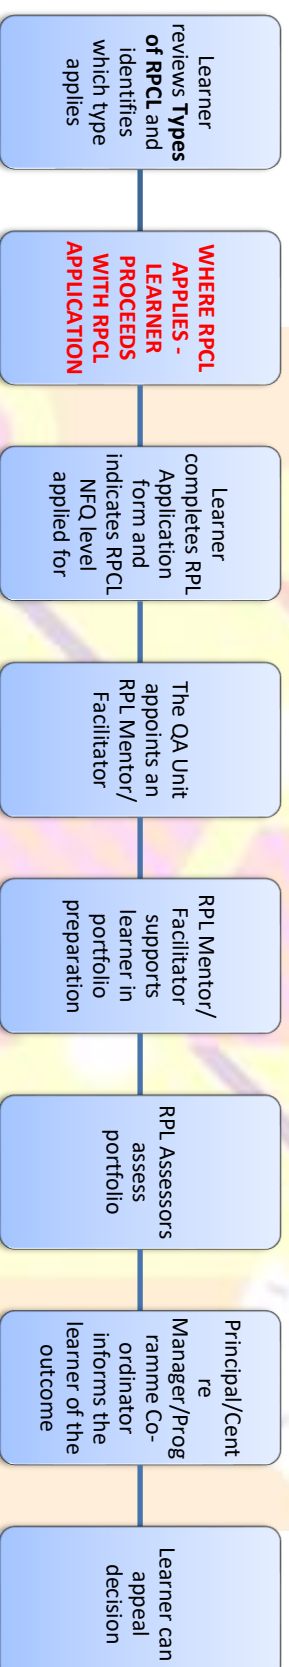 Learner
reviews Types
of RPCL and
identifies
which type
applies
WHERE RPCL
APPLIES -
LEARNER
PROCEEDS
WITH RPCL
APPLICATION
Learner
completes RPL
Application
form and
indicates RPCL
NFQ level
applied for
The QA Unit
appoints an
RPL Mentor/
Facilitator
RPL Mentor/
Facilitator
supports
learner in
portfolio
preparation
RPL Assessors
assess
portfolio
Principal/Cent
re
Manager/Prog
ramme Co-
ordinator
informs the
learner of the
outcome
Learner can
appeal
decision